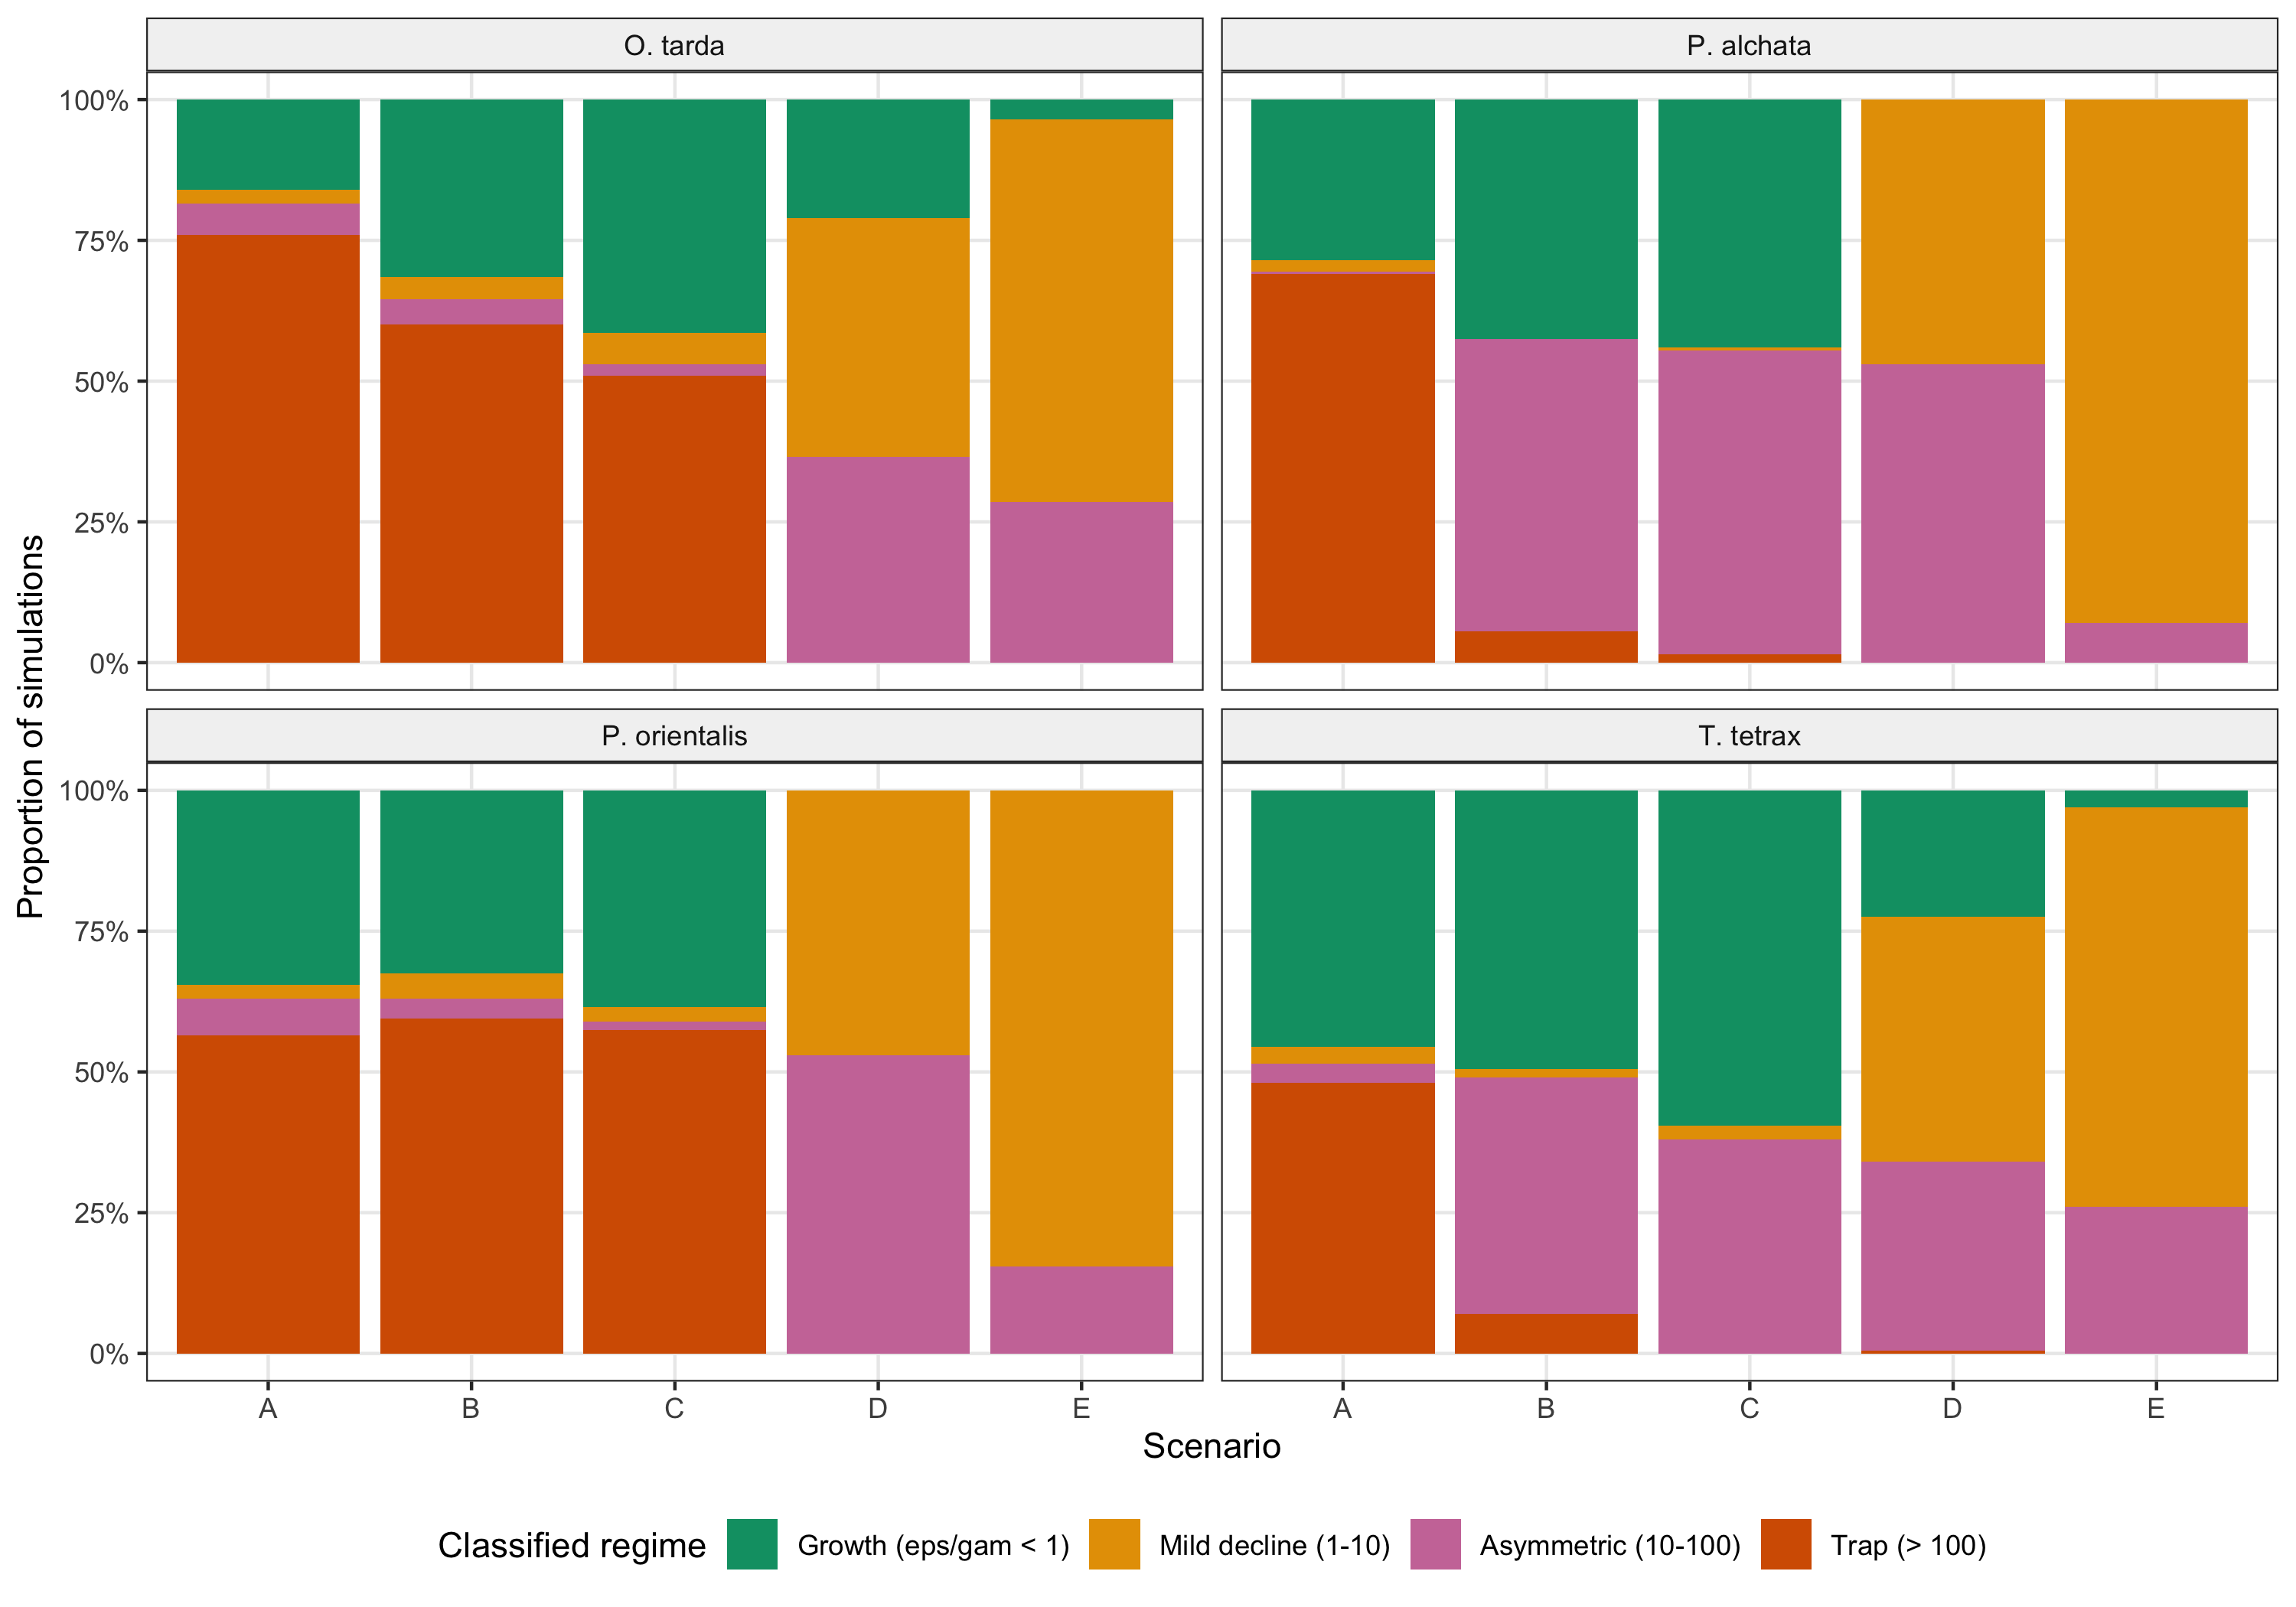 O. tarda
P. alchata
100%
75%
50%
25%
0%
P. orientalis
T. tetrax
100%
75%
50%
25%
0%
Proportion of simulations
A B C D E A B C D E
Scenario
Classified regime Growth (eps/gam < 1) Mild decline (1-10) Asymmetric (10-100) Trap (> 100)